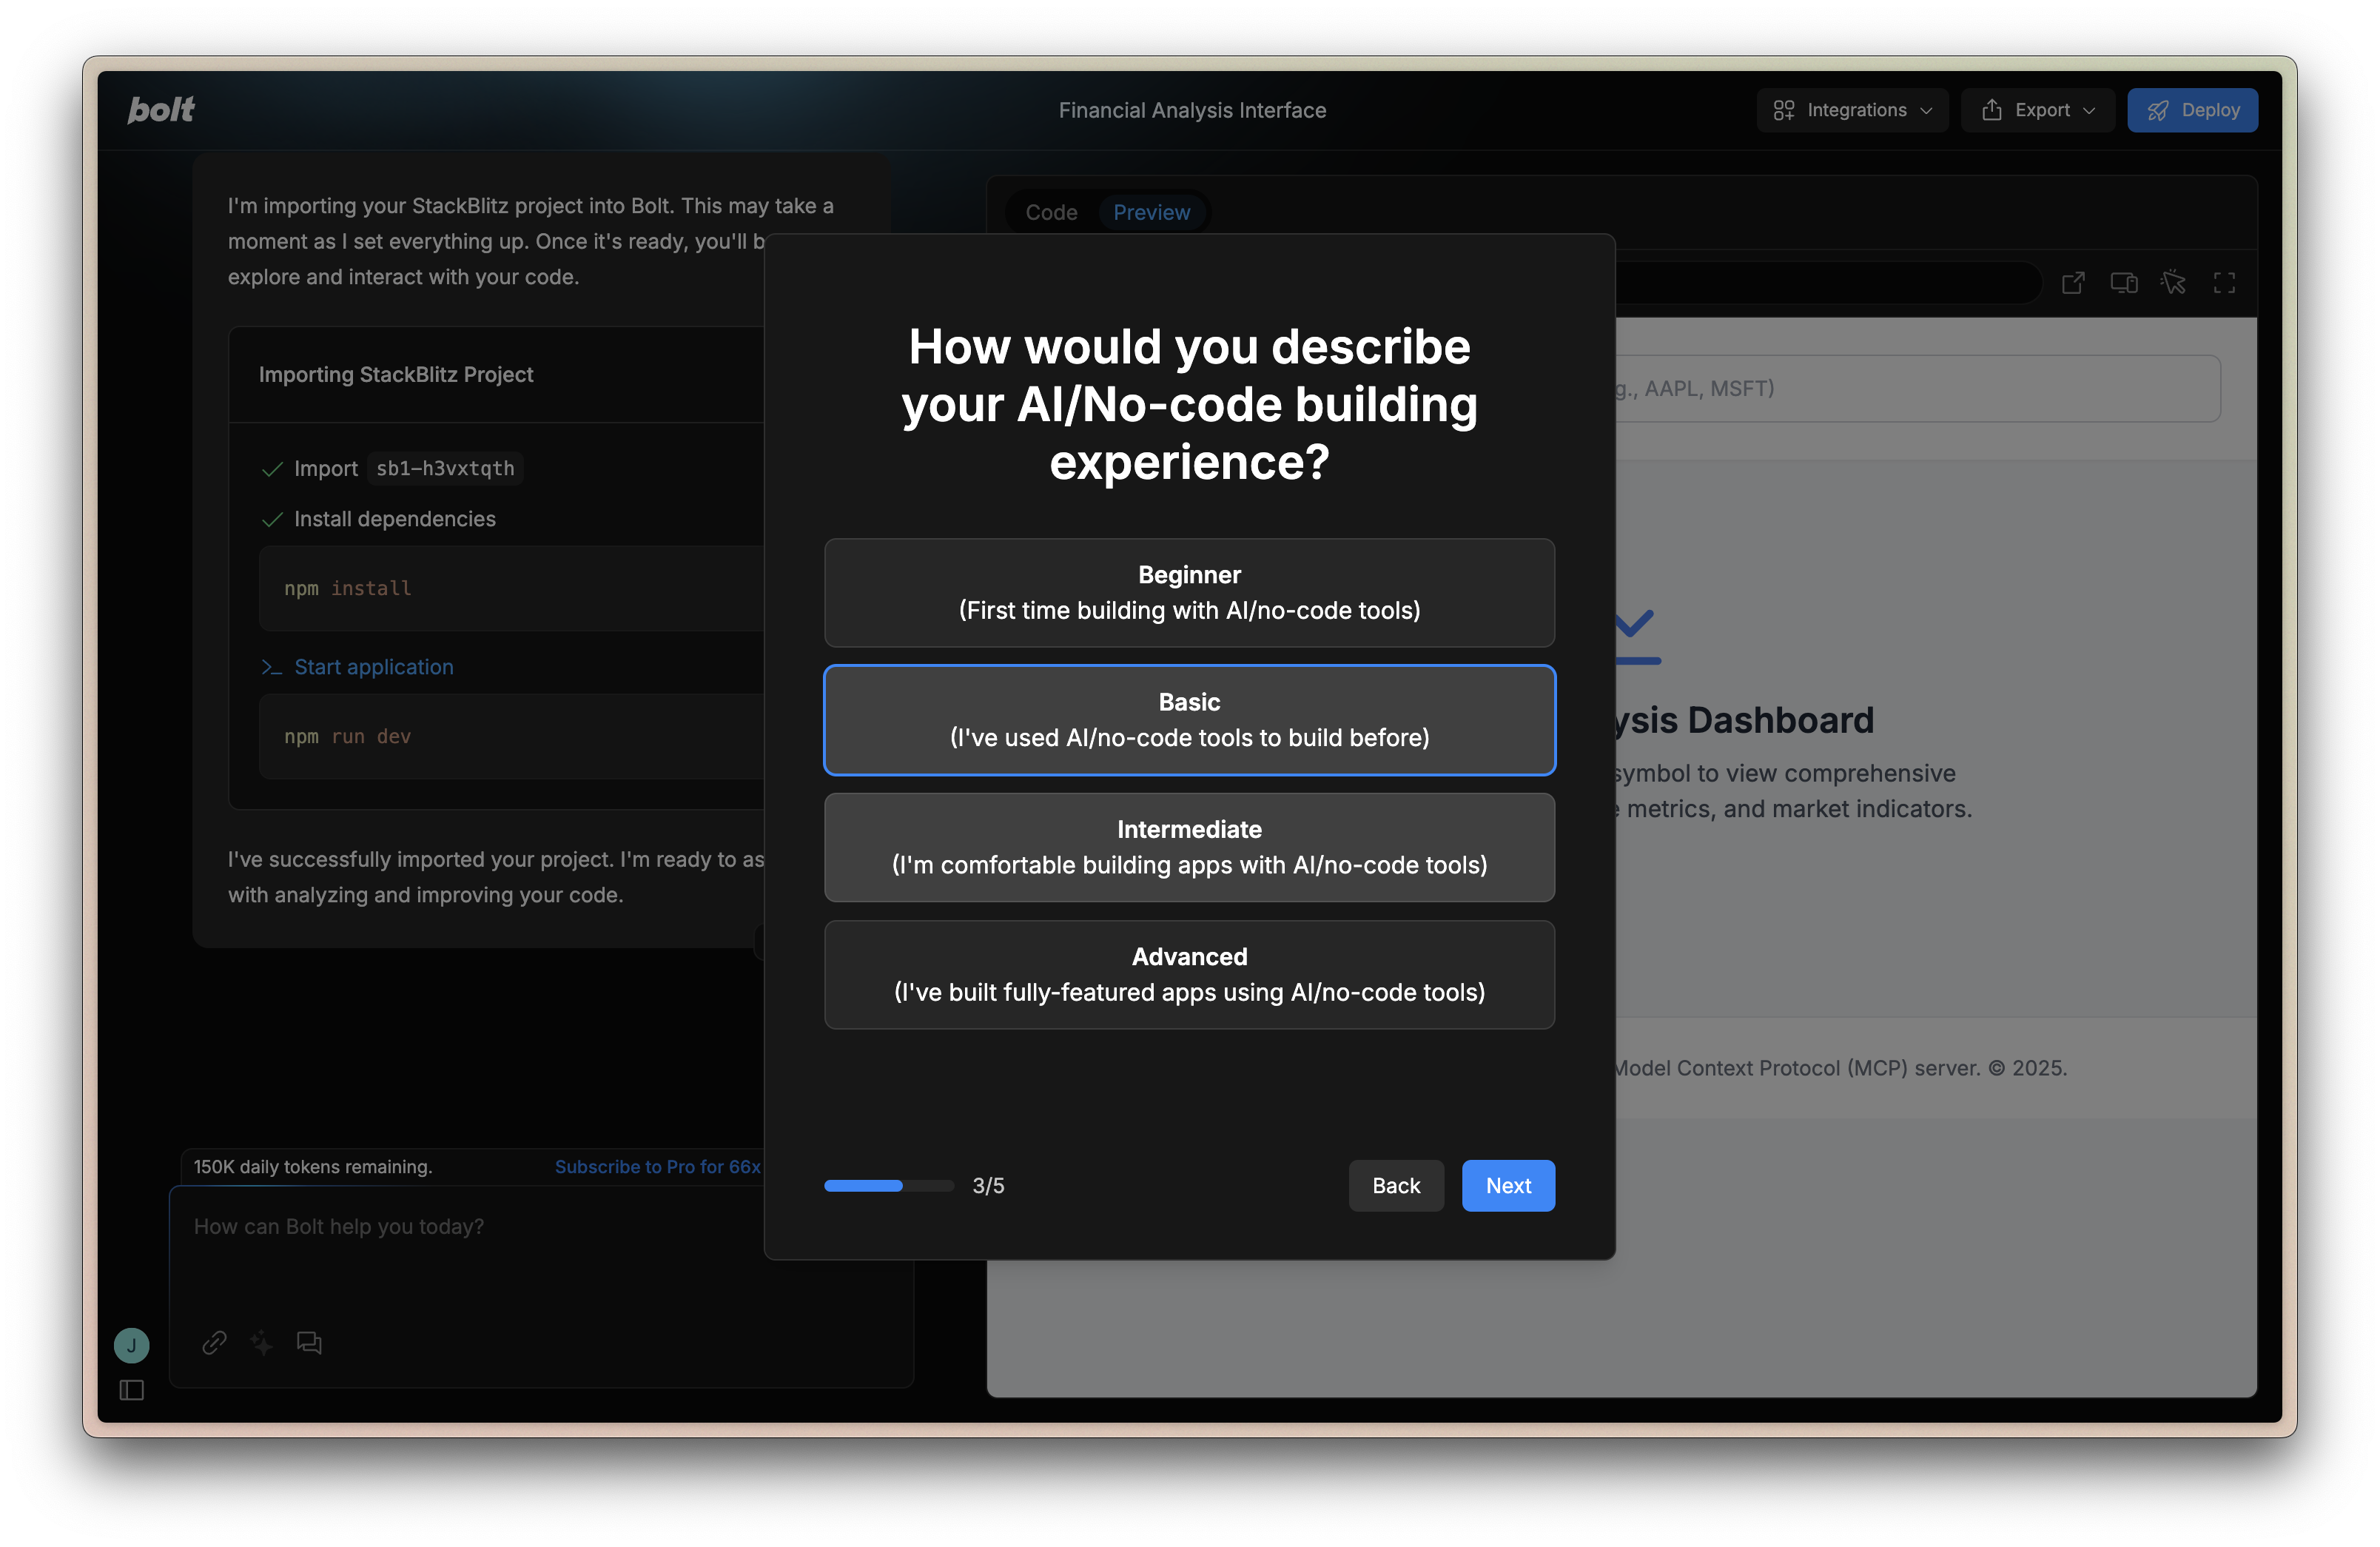 bolt
Financial Analysis Interface
Integrations
Export
Deploy
I'm importing your StackBlitz project into Bolt. This may take a
moment as I set everything up. Once it's ready, you'll
explore and interact with your code.
Importing StackBlitz Project
Import sb1-h3vxtqth
Install dependencies
npm install
Start application
npm run dev
I've successfully imported your project. I'm ready to
with analyzing and improving your code.
150K daily tokens remaining.
Subscribe to Pro for 66x
How can Bolt help you today?
J
Code
Preview
How would you describe
your AI/No-code building
experience?
Beginner
(First time building with AI/no-code tools)
Basic
(I've used AI/no-code tools to build before)
Intermediate
(I'm comfortable building apps with AI/no-code tools)
Advanced
(I've built fully-featured apps using AI/no-code tools)
3/5
Back
Next
g., AAPL, MSFT)
ysis Dashboard
symbol to view comprehensive
metrics, and market indicators.
Model Context Protocol (MCP) server. © 2025.